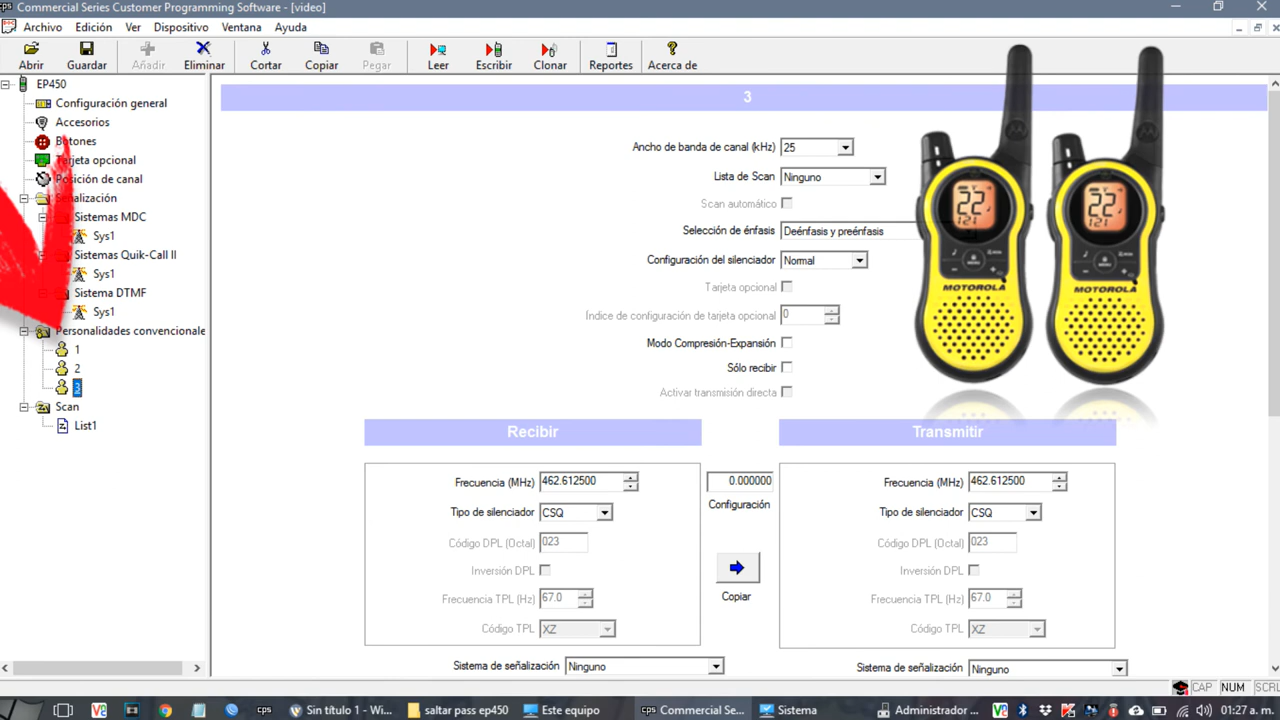 Commercial Series Customer Programming Software - [video]
Archivo Edición Ver Dispositivo Ventana Ayuda
Abrir Guardar Añadir Eliminar Cortar Copiar Pegar Leer Escribir Clonar Reportes Acerca de
EP450
Configuración general
Accesorios
Botones
Tarjeta opcional
Posición de canal
Señalización
Sistemas MDC
Sys1
Sistemas Quik-Call II
Sys1
Sistema DTMF
Sys1
Personalidades convencionale
1
2
3
Scan
List1
3
Ancho de banda de canal (kHz) 25
Lista de Scan Ninguno
Scan automático
Selección de énfasis Deénfasis y preénfasis
Configuración del silenciador Normal
Tarjeta opcional
Índice de configuración de tarjeta opcional 0
Modo Compresión-Expansión
Sólo recibir
Activar transmisión directa
22 22
121 121
MOTOROLA MOTOROLA
Recibir
Frecuencia (MHz) 462.612500
Tipo de silenciador CSQ
Código DPL (Octal) 023
Inversión DPL
Frecuencia TPL (Hz) 67.0
Código TPL XZ
Sistema de señalización Ninguno
0.000000
Configuración
Copiar
Transmitir
Frecuencia (MHz) 462.612500
Tipo de silenciador CSQ
Código DPL (Octal) 023
Inversión DPL
Frecuencia TPL (Hz) 67.0
Código TPL XZ
Sistema de señalización Ninguno
CAP NUM SCRL
cps Sin título 1 - Wi... saltar pass ep450 Este equipo cps Commercial Se... Sistema Administrador ... 01:27 a. m.